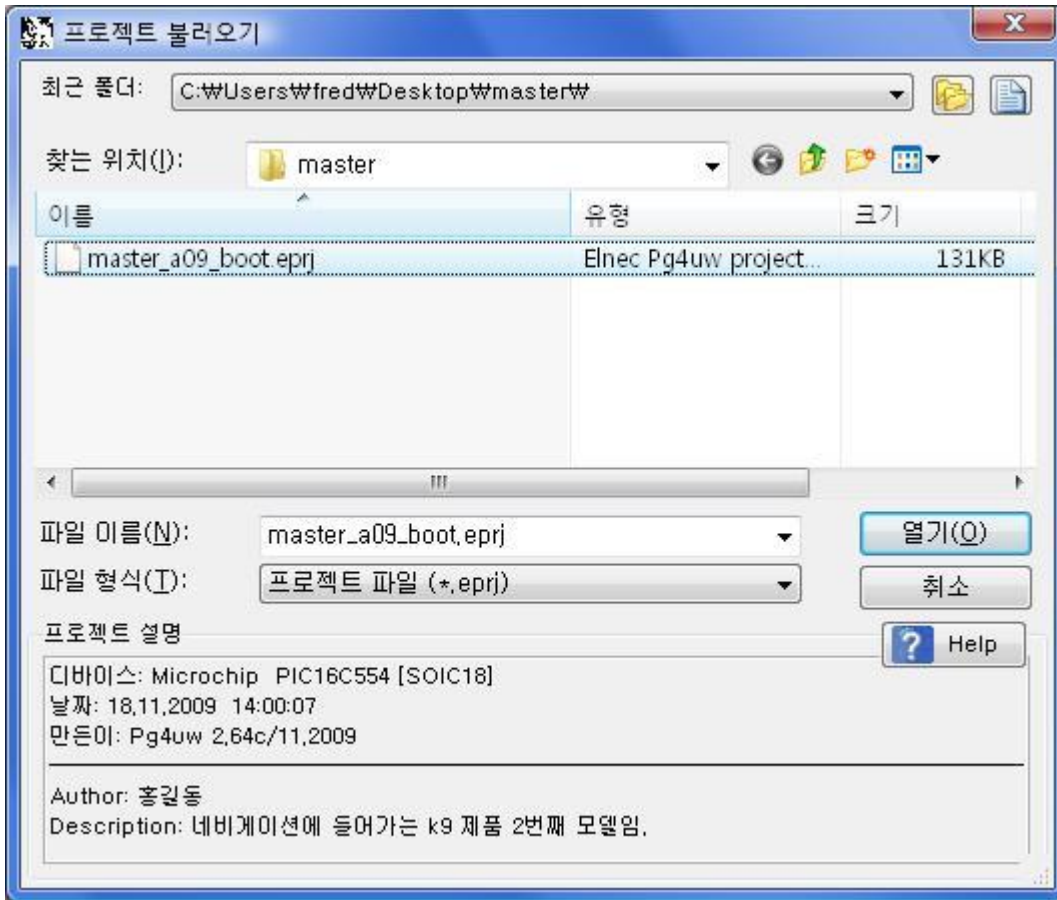 프로젝트 불러오기
최근 폴더: C:₩Users₩fred₩Desktop₩master₩
찾는 위치(I): master
이름 유형 크기
master_a09_boot.eprj Elnec Pg4uw project... 131KB
파일 이름(N): master_a09_boot.eprj 열기(O)
파일 형식(T): 프로젝트 파일 (*.eprj) 취소
프로젝트 설명 Help
디바이스: Microchip PIC16C554 [SOIC18]
날짜: 18.11.2009 14:00:07
만든이: Pg4uw 2.64c/11.2009
Author: 홍길동
Description: 네비게이션에 들어가는 k9 제품 2번째 모델임.